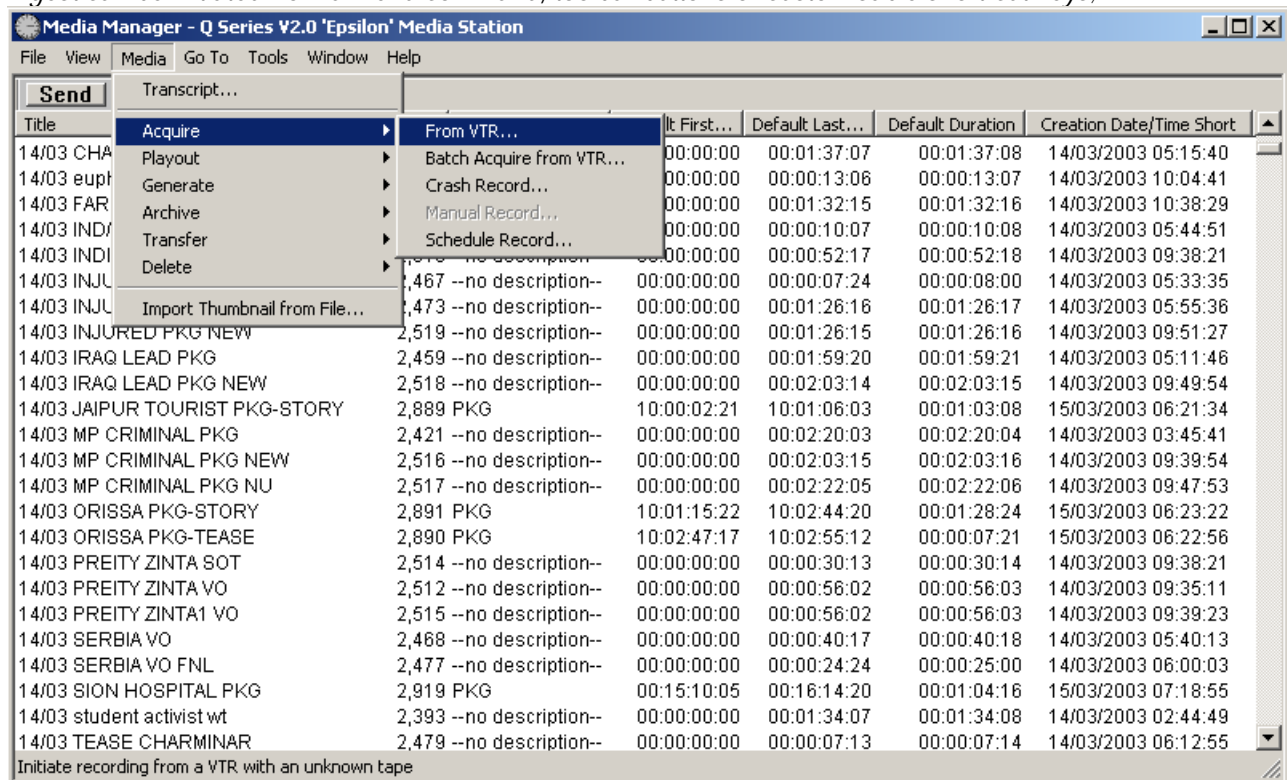 Media Manager - Q Series V2.0 'Epsilon' Media Station
File View Media Go To Tools Window Help
Send Transcript...
Title Acquire From VTR... lt First... Default Last... Default Duration Creation Date/Time Short
14/03 CHA Playout Batch Acquire from VTR... 00:00:00 00:01:37:07 00:01:37:08 14/03/2003 05:15:40
14/03 euph Generate Crash Record... 00:00:00 00:00:13:06 00:00:13:07 14/03/2003 10:04:41
14/03 FAR Archive Manual Record... 00:00:00 00:01:32:15 00:01:32:16 14/03/2003 10:38:29
14/03 IND Transfer Schedule Record... 00:00:00 00:00:10:07 00:00:10:08 14/03/2003 05:44:51
14/03 INDI Delete 00:00:00:00 00:00:52:17 00:00:52:18 14/03/2003 09:38:21
14/03 INJU ,467 --no description-- 00:00:00:00 00:00:07:24 00:00:08:00 14/03/2003 05:33:35
14/03 INJU Import Thumbnail from File... ,473 --no description-- 00:00:00:00 00:01:26:16 00:01:26:17 14/03/2003 05:55:36
14/03 INJURED PKG NEW 2,519 --no description-- 00:00:00:00 00:01:26:15 00:01:26:16 14/03/2003 09:51:27
14/03 IRAQ LEAD PKG 2,459 --no description-- 00:00:00:00 00:01:59:20 00:01:59:21 14/03/2003 05:11:46
14/03 IRAQ LEAD PKG NEW 2,518 --no description-- 00:00:00:00 00:02:03:14 00:02:03:15 14/03/2003 09:49:54
14/03 JAIPUR TOURIST PKG-STORY 2,889 PKG 10:00:02:21 10:01:06:03 00:01:03:08 15/03/2003 06:21:34
14/03 MP CRIMINAL PKG 2,421 --no description-- 00:00:00:00 00:02:20:03 00:02:20:04 14/03/2003 03:45:41
14/03 MP CRIMINAL PKG NEW 2,516 --no description-- 00:00:00:00 00:02:03:15 00:02:03:16 14/03/2003 09:39:54
14/03 MP CRIMINAL PKG NU 2,517 --no description-- 00:00:00:00 00:02:22:05 00:02:22:06 14/03/2003 09:47:53
14/03 ORISSA PKG-STORY 2,891 PKG 10:01:15:22 10:02:44:20 00:01:28:24 15/03/2003 06:23:22
14/03 ORISSA PKG-TEASE 2,890 PKG 10:02:47:17 10:02:55:12 00:00:07:21 15/03/2003 06:22:56
14/03 PREITY ZINTA SOT 2,514 --no description-- 00:00:00:00 00:00:30:13 00:00:30:14 14/03/2003 09:38:21
14/03 PREITY ZINTA VO 2,512 --no description-- 00:00:00:00 00:00:56:02 00:00:56:03 14/03/2003 09:35:11
14/03 PREITY ZINTA1 VO 2,515 --no description-- 00:00:00:00 00:00:56:02 00:00:56:03 14/03/2003 09:39:23
14/03 SERBIA VO 2,468 --no description-- 00:00:00:00 00:00:40:17 00:00:40:18 14/03/2003 05:40:13
14/03 SERBIA VO FNL 2,477 --no description-- 00:00:00:00 00:00:24:24 00:00:25:00 14/03/2003 06:00:03
14/03 SION HOSPITAL PKG 2,919 PKG 00:15:10:05 00:16:14:20 00:01:04:16 15/03/2003 07:18:55
14/03 student activist wt 2,393 --no description-- 00:00:00:00 00:01:34:07 00:01:34:08 14/03/2003 02:44:49
14/03 TEASE CHARMINAR 2,479 --no description-- 00:00:00:00 00:00:07:13 00:00:07:14 14/03/2003 06:12:55
Initiate recording from a VTR with an unknown tape